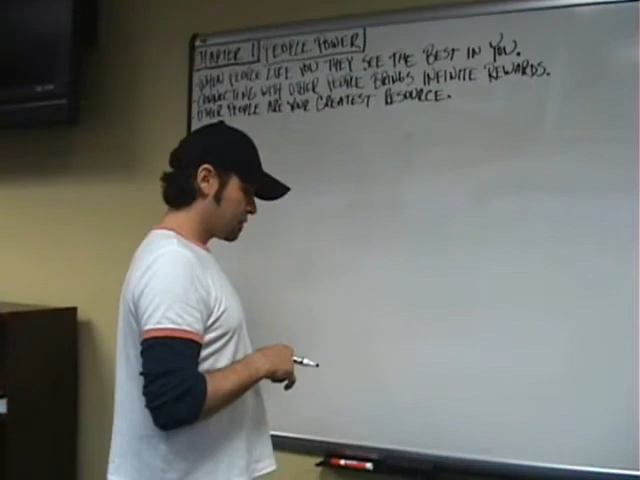 CHAPTER 1 PEOPLE POWER
WHEN PEOPLE LIKE YOU THEY SEE THE BEST IN YOU.
CONNECTING WITH OTHER PEOPLE BRINGS INFINITE REWARDS.
OTHER PEOPLE ARE YOUR GREATEST RESOURCE.